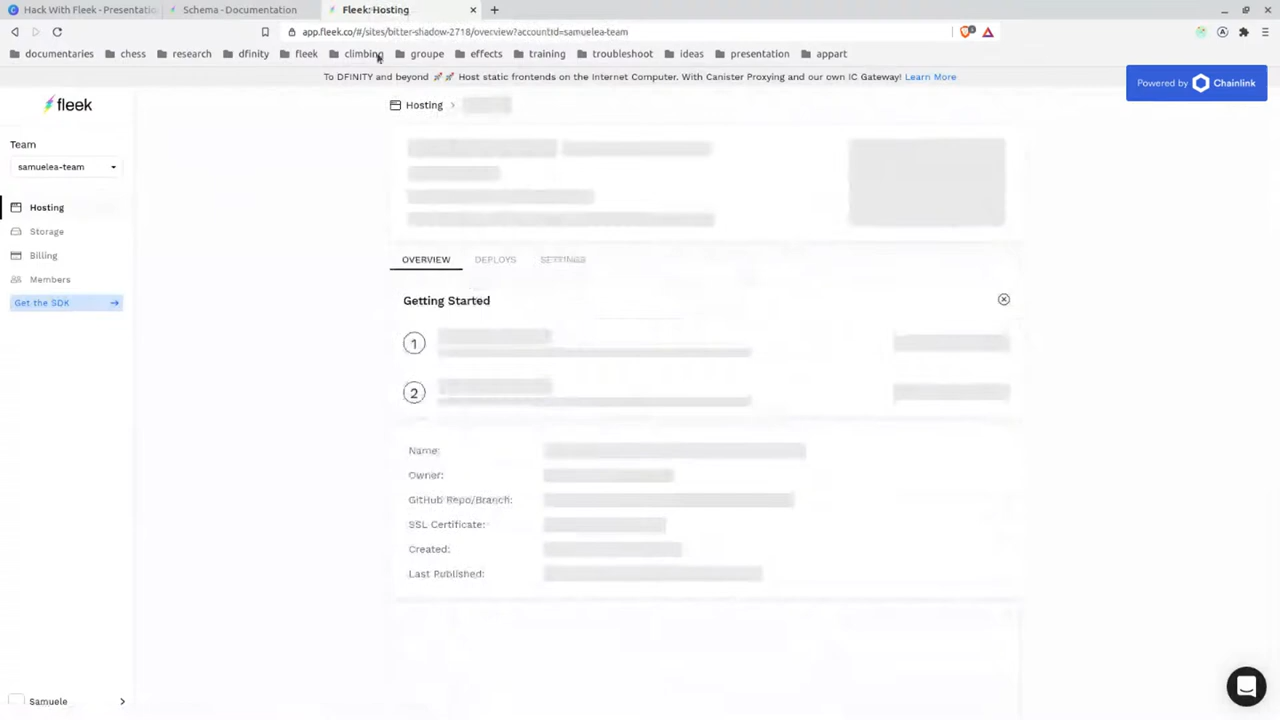 Hack With Fleek - Presentatio
Schema - Documentation
Fleek: Hosting
app.fleek.co/#/sites/bitter-shadow-2718/overview?accountId=samuelea-team
documentaries
chess
research
dfinity
fleek
climbing
groupe
effects
training
troubleshoot
ideas
presentation
appart
To DFINITY and beyond 🚀🚀 Host static frontends on the Internet Computer. With Canister Proxying and our own IC Gateway! Learn More
Powered by Chainlink
fleek
Hosting
Team
samuelea-team
Hosting
Storage
Billing
Members
Get the SDK
OVERVIEW
DEPLOYS
SETTINGS
Getting Started
1
2
Name:
Owner:
GitHub Repo/Branch:
SSL Certificate:
Created:
Last Published:
Samuele